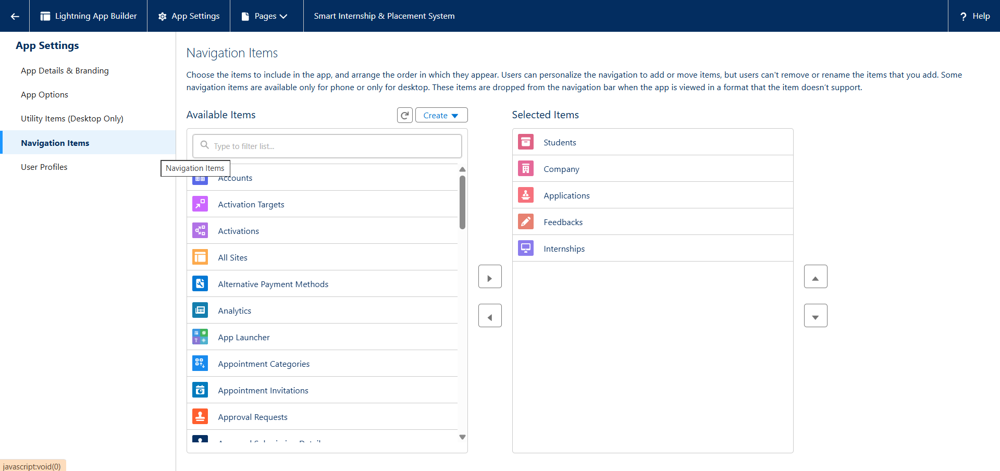 Lightning App Builder
App Settings
Pages
Smart Internship & Placement System
? Help
App Settings
App Details & Branding
App Options
Utility Items (Desktop Only)
Navigation Items
User Profiles
Navigation Items
Navigation Items
Choose the items to include in the app, and arrange the order in which they appear. Users can personalize the navigation to add or move items, but users can't remove or rename the items that you add. Some
navigation items are available only for phone or only for desktop. These items are dropped from the navigation bar when the app is viewed in a format that the item doesn't support.
Available Items
Create
Type to filter list...
Accounts
Activation Targets
Activations
All Sites
Alternative Payment Methods
Analytics
App Launcher
Appointment Categories
Appointment Invitations
Approval Requests
Selected Items
Students
Company
Applications
Feedbacks
Internships
javascript:void(0)